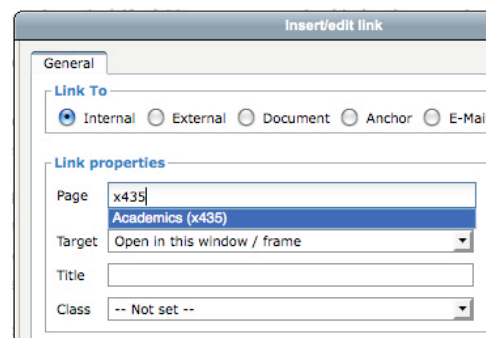 Insert/edit link
General
Link To
Internal External Document Anchor E-Mai
Link properties
Page x435
Academics (x435)
Target Open in this window / frame
Title
Class -- Not set --